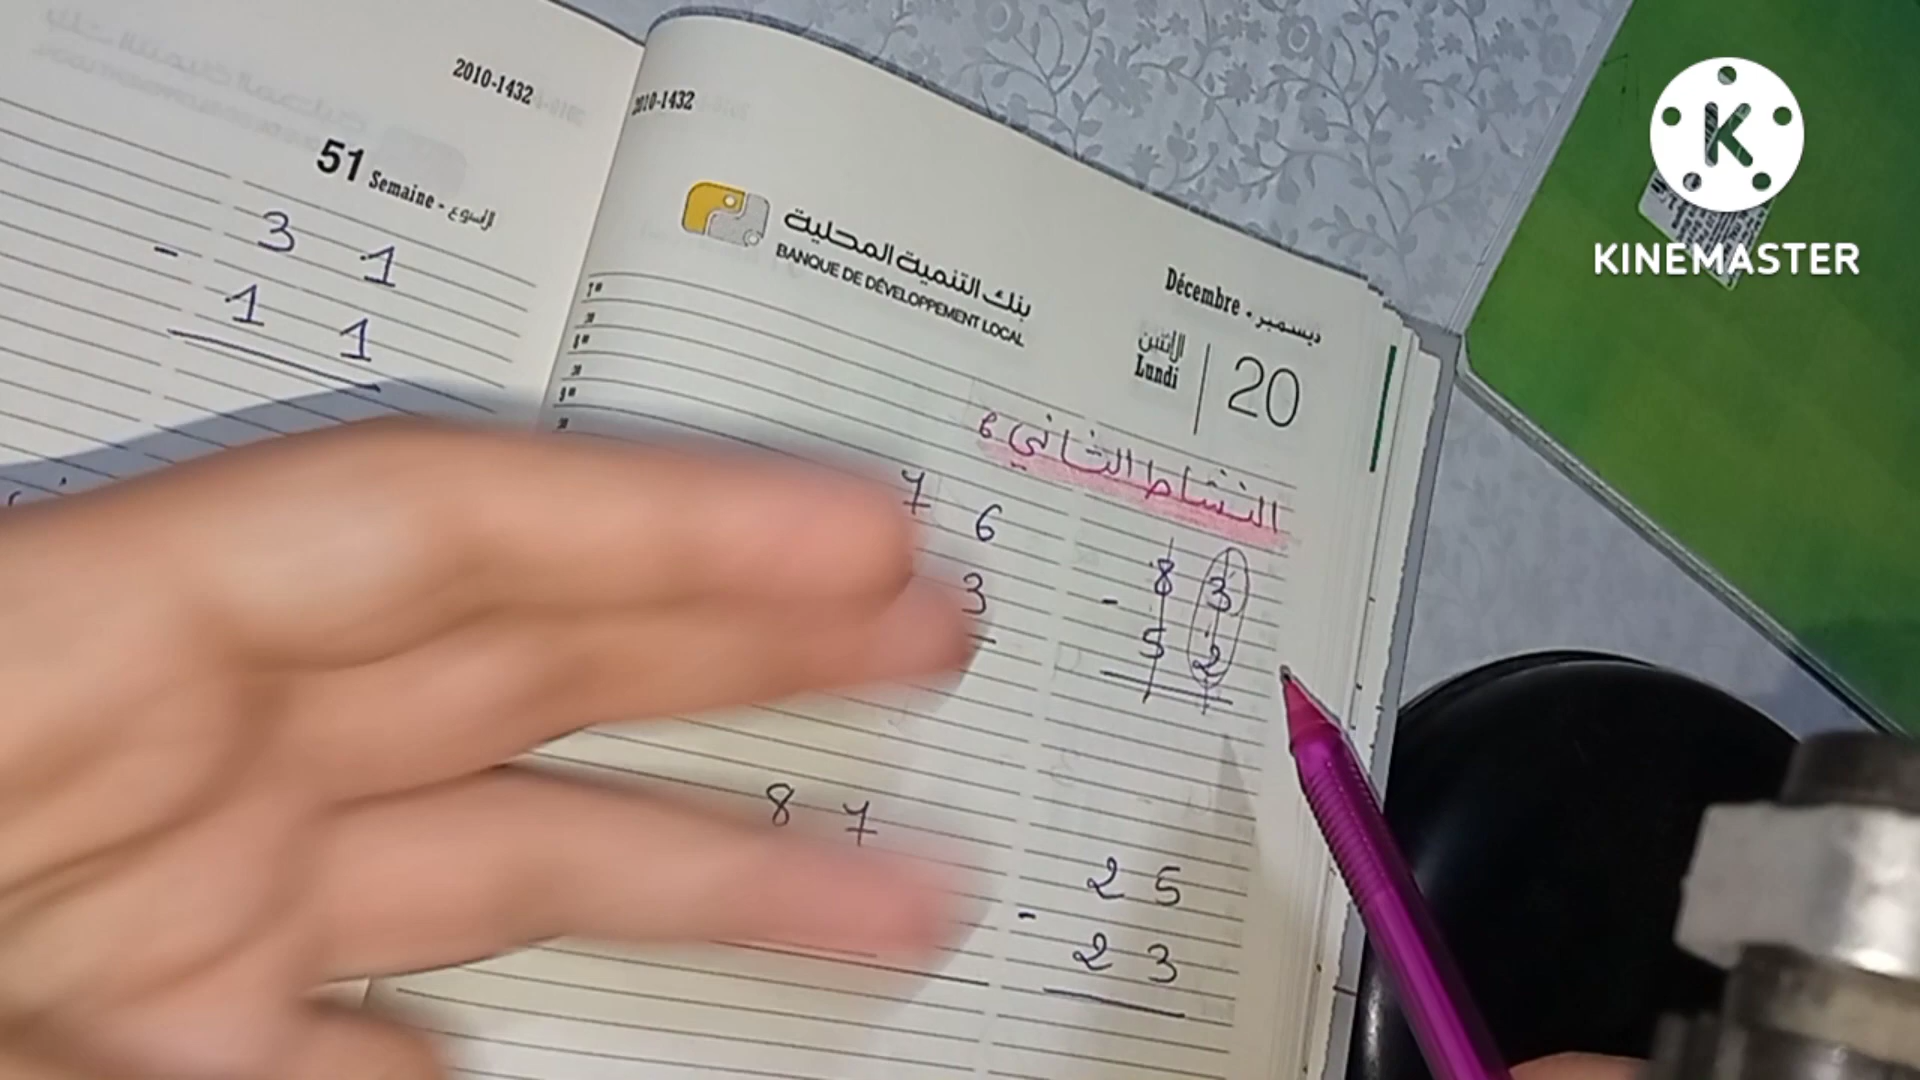 2010-1432
51 Semaine - الأسبوع
3 1
-
1 1
2010-1432
بنك التنمية المحلية
BANQUE DE DÉVELOPPEMENT LOCAL
Décembre - ديسمبر
الإثنين
Lundi
20
النشاط الثاني
7 6
3
8 3
-
5 2
8 7
2 5
-
2 3
K
KINEMASTER